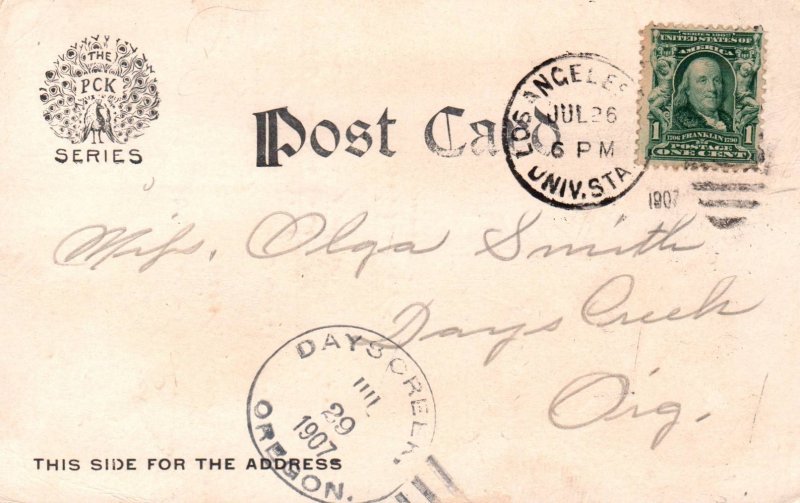 THE
PCK
SERIES
Post Card
LOS ANGELES
JUL 26
6 PM
UNIV. STA
1907
SERIES 1902
UNITED STATES OF
AMERICA
1706 FRANKLIN 1790
1 1
POSTAGE
ONE CENT
Miss. Olga Smith
Days Creek
Org.
DAYS CREEK,
JUL
29
1907
OREGON.
THIS SIDE FOR THE ADDRESS